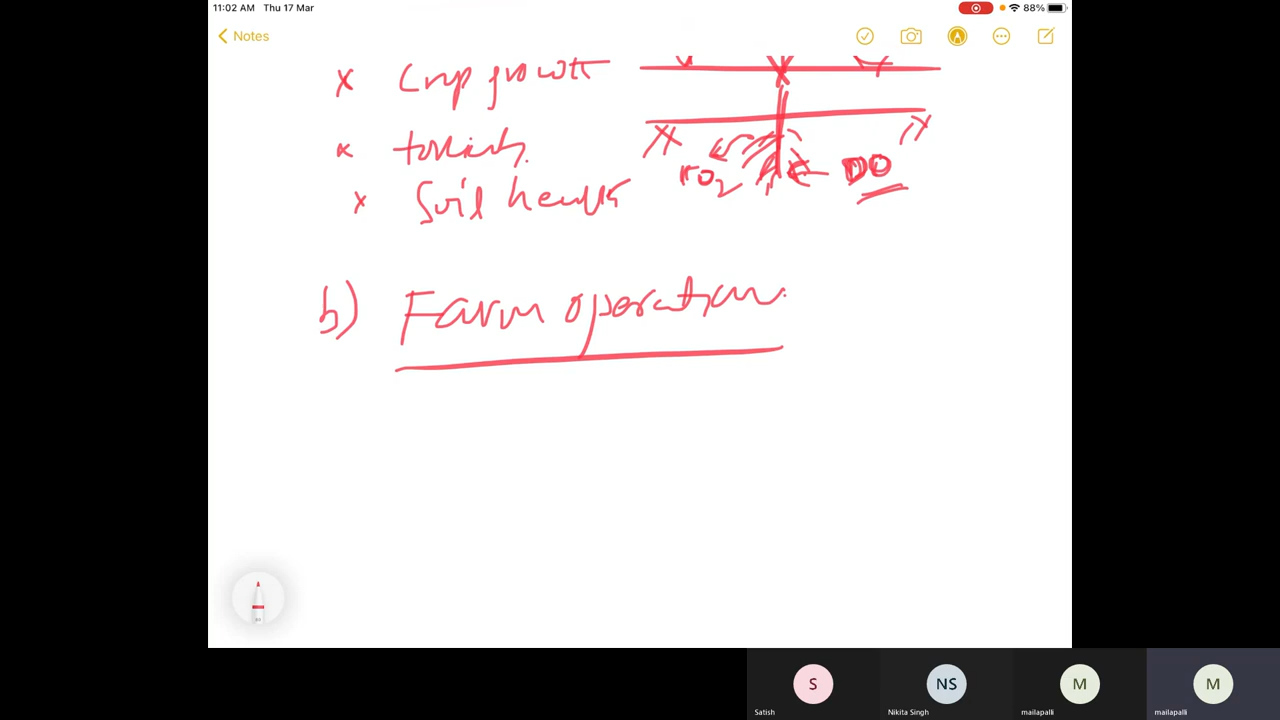 11:02 AM Thu 17 Mar
88%
Notes
x Crop growth
x
x Soil health
DO
b) Farm operation
S
NS
M
M
Satish
Nikita Singh
mailapalli
mailapalli